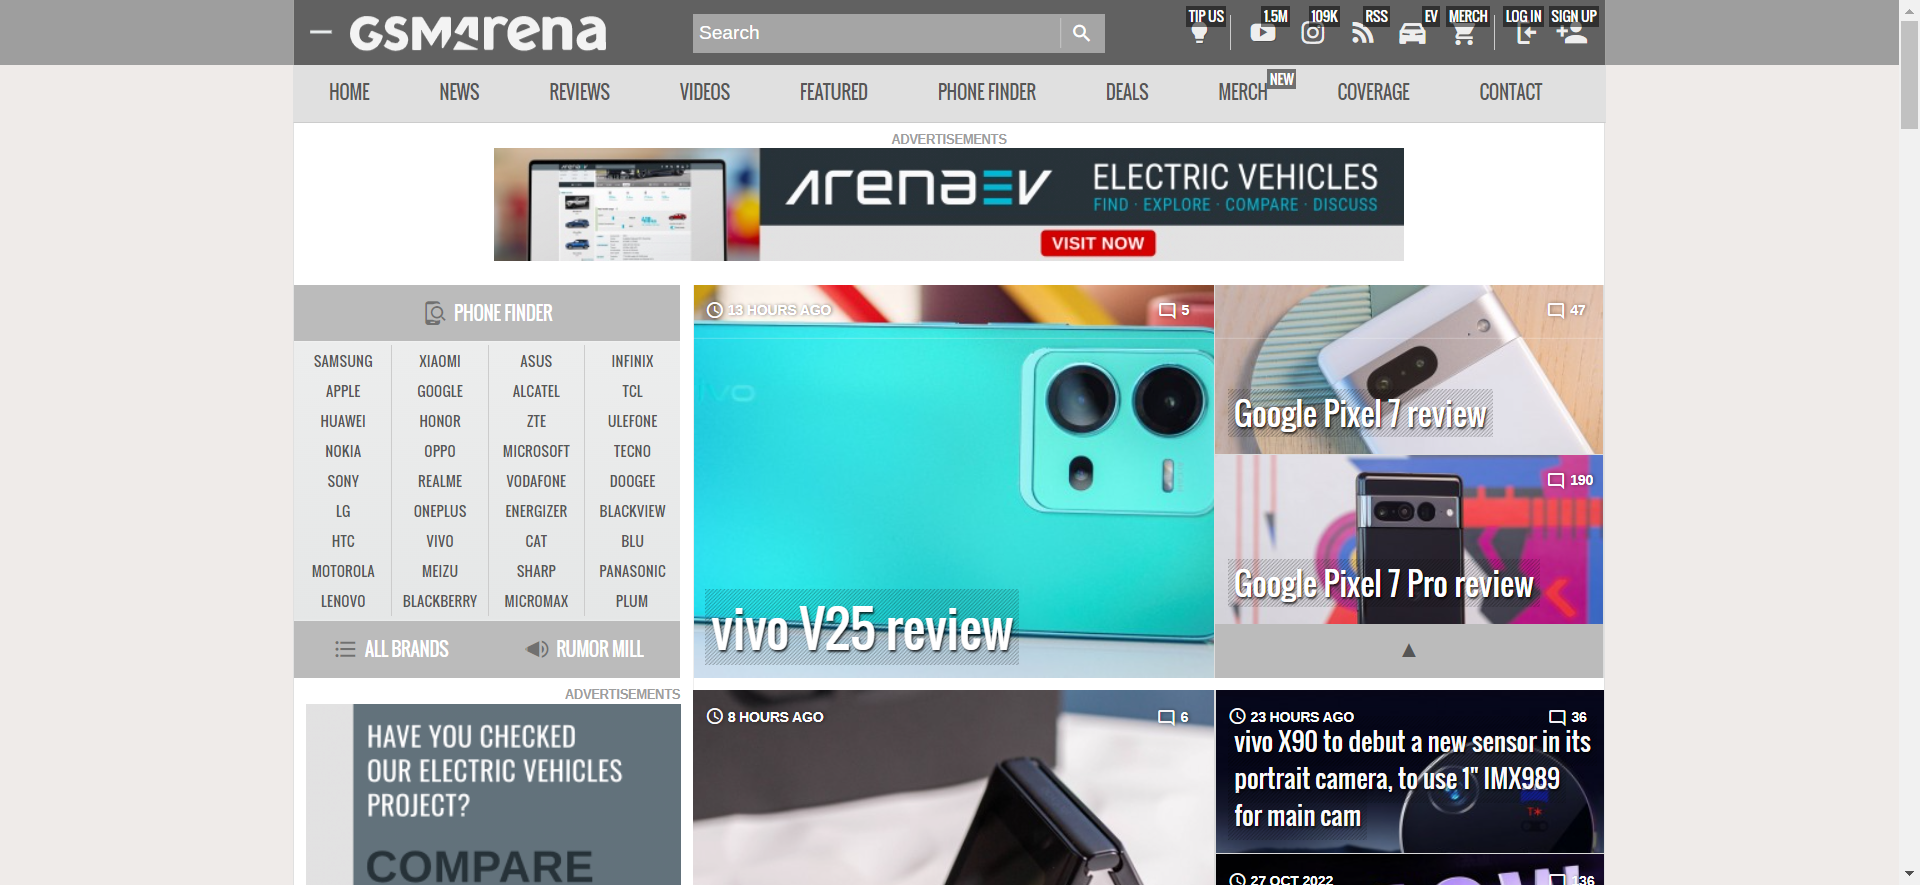 GSMArena
Search
TIP US
1.5M
109K
RSS
EV
MERCH
LOG IN
SIGN UP
HOME
NEWS
REVIEWS
VIDEOS
FEATURED
PHONE FINDER
DEALS
MERCH
NEW
COVERAGE
CONTACT
ADVERTISEMENTS
ArenaEV
ELECTRIC VEHICLES
FIND · EXPLORE · COMPARE · DISCUSS
VISIT NOW
PHONE FINDER
SAMSUNG XIAOMI ASUS INFINIX
APPLE GOOGLE ALCATEL TCL
HUAWEI HONOR ZTE ULEFONE
NOKIA OPPO MICROSOFT TECNO
SONY REALME VODAFONE DOOGEE
LG ONEPLUS ENERGIZER BLACKVIEW
HTC VIVO CAT BLU
MOTOROLA MEIZU SHARP PANASONIC
LENOVO BLACKBERRY MICROMAX PLUM
ALL BRANDS
RUMOR MILL
13 HOURS AGO
5
vivo
vivo V25 review
47
Google Pixel 7 review
190
Google Pixel 7 Pro review
▲
ADVERTISEMENTS
HAVE YOU CHECKED
OUR ELECTRIC VEHICLES
PROJECT?
COMPARE
8 HOURS AGO
6
23 HOURS AGO
36
vivo X90 to debut a new sensor in its
portrait camera, to use 1" IMX989
for main cam
27 OCT 2022
136